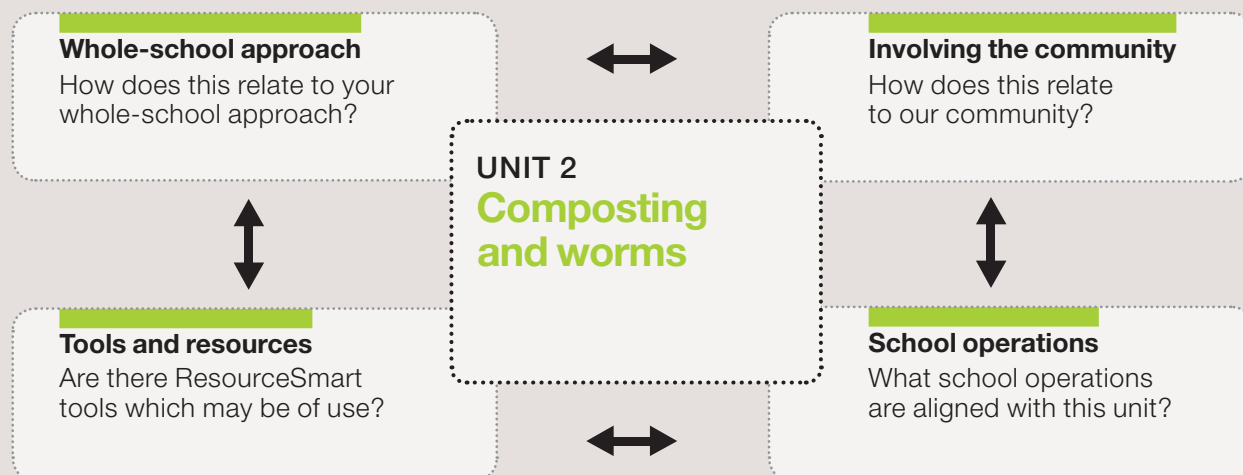 Whole-school approach
How does this relate to your
whole-school approach?
Involving the community
How does this relate
to our community?
UNIT 2
Composting
and worms
Tools and resources
Are there ResourceSmart
tools which may be of use?
School operations
What school operations
are aligned with this unit?